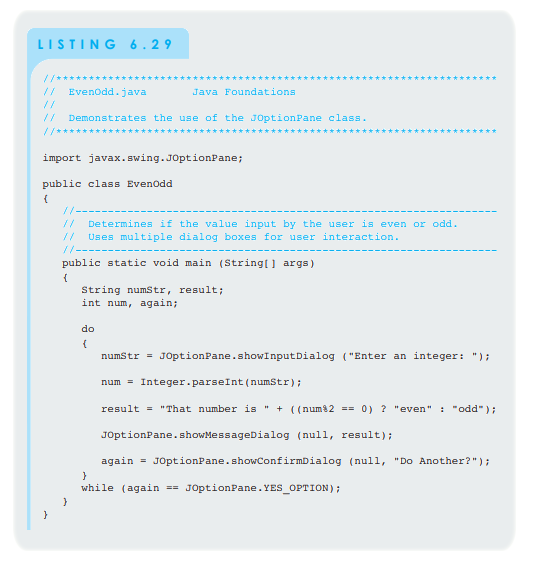 LISTING 6.29
//********************************************************************
//  EvenOdd.java       Java Foundations
//
//  Demonstrates the use of the JOptionPane class.
//********************************************************************
import javax.swing.JOptionPane;
public class EvenOdd
{
   //-----------------------------------------------------------------
   //  Determines if the value input by the user is even or odd.
   //  Uses multiple dialog boxes for user interaction.
   //-----------------------------------------------------------------
   public static void main (String[] args)
   {
      String numStr, result;
      int num, again;
      do
      {
         numStr = JOptionPane.showInputDialog ("Enter an integer: ");
         num = Integer.parseInt(numStr);
         result = "That number is " + ((num%2 == 0) ? "even" : "odd");
         JOptionPane.showMessageDialog (null, result);
         again = JOptionPane.showConfirmDialog (null, "Do Another?");
      }
      while (again == JOptionPane.YES_OPTION);
   }
}